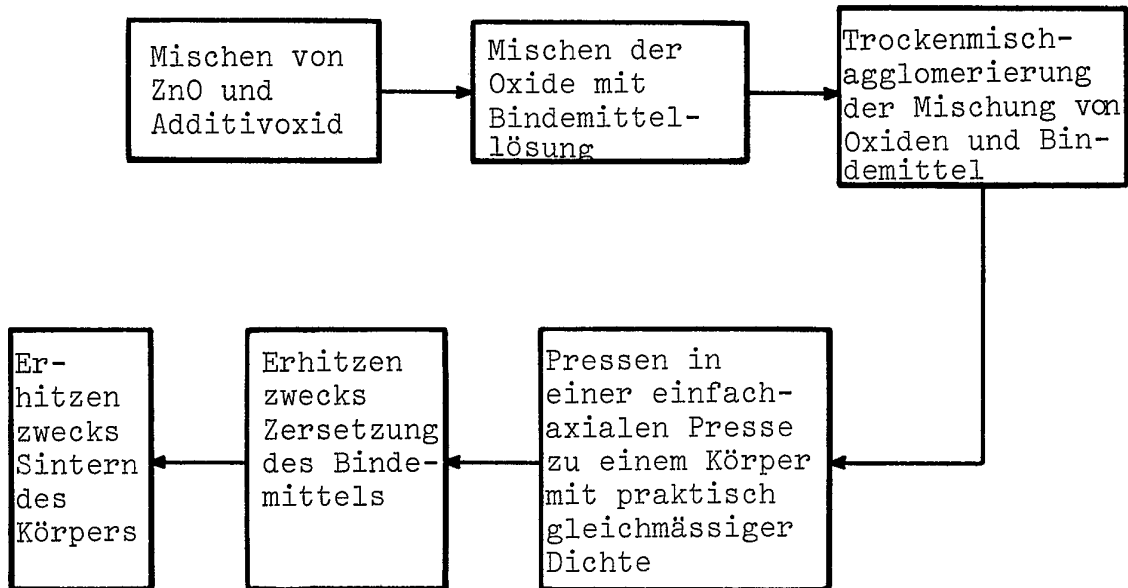 Mischen von
ZnO und
Additivoxid
Mischen der
Oxide mit
Bindemittel-
lösung
Trockenmisch-
agglomerierung
der Mischung von
Oxiden und Bin-
demittel
Er-
hitzen
zwecks
Sintern
des
Körpers
Erhitzen
zwecks
Zersetzung
des Binde-
mittels
Pressen in
einer einfach-
axialen Presse
zu einem Körper
mit praktisch
gleichmässiger
Dichte